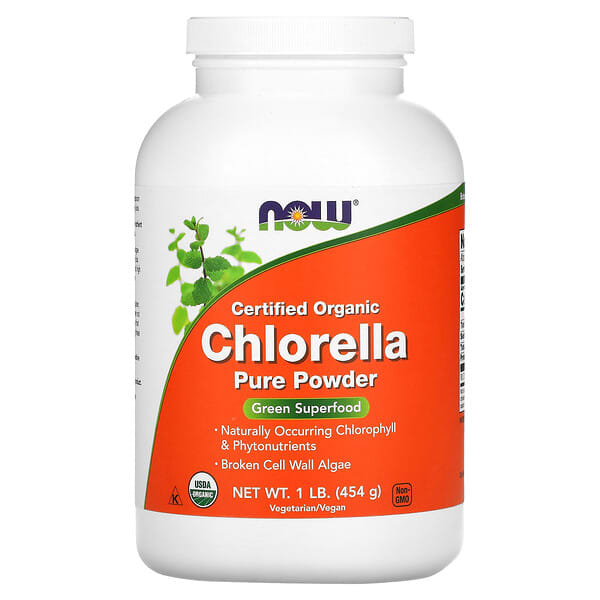 NOW®
Certified Organic
Chlorella
Pure Powder
Green Superfood
• Naturally Occurring Chlorophyll
& Phytonutrients
• Broken Cell Wall Algae
K
USDA
ORGANIC
NET WT. 1 LB. (454 g)
Vegetarian/Vegan
Non-
GMO